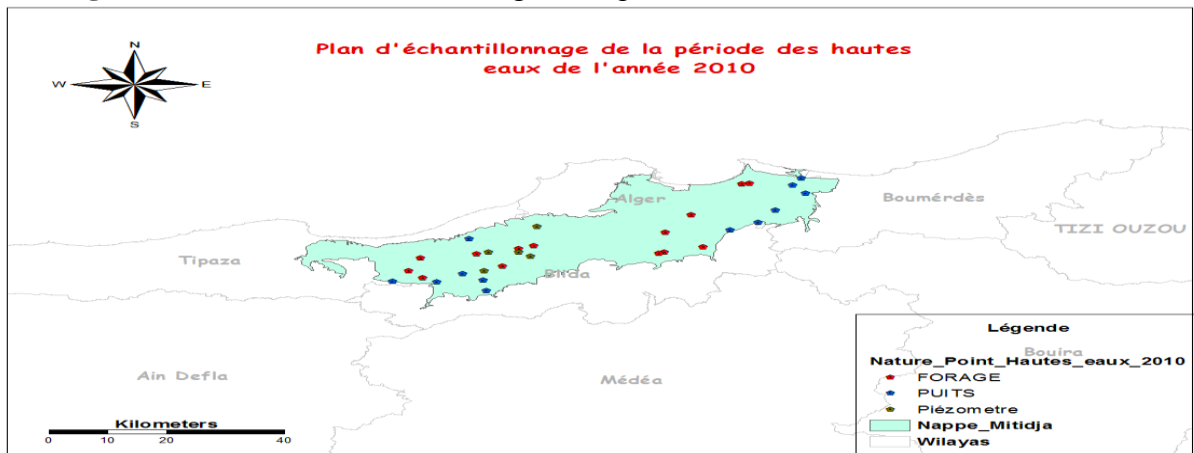 Plan d'échantillonnage de la période des hautes
eaux de l'année 2010
N
W
E
S
Alger
Boumérdès
TIZI OUZOU
Tipaza
Blida
Ain Defla
Médéa
Légende
Bouira
Nature_Point_Hautes_eaux_2010
FORAGE
PUITS
Piézometre
Nappe_Mitidja
Wilayas
Kilometers
0 10 20 40